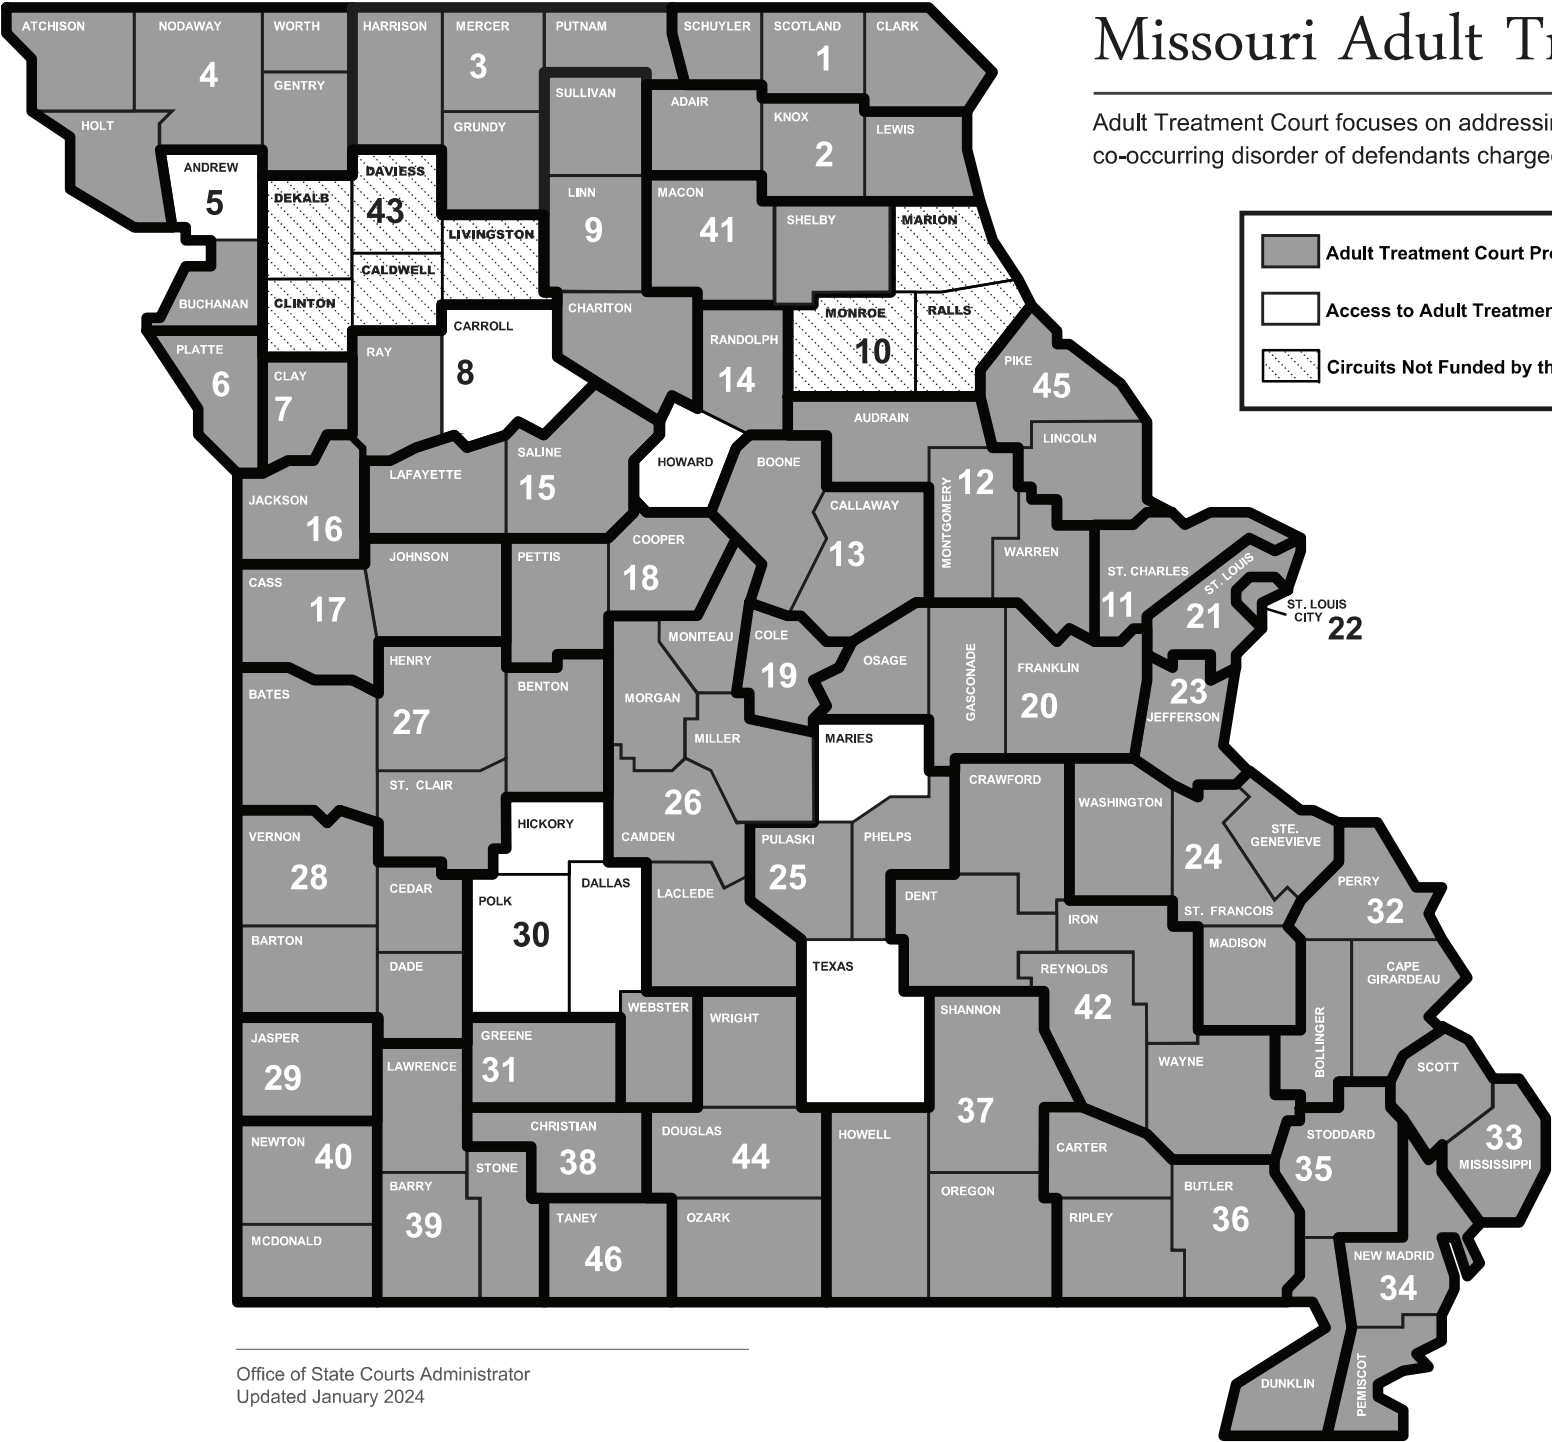 Missouri Adult Tr
Adult Treatment Court focuses on addressi
co-occurring disorder of defendants charge
Adult Treatment Court Pr
Access to Adult Treatme
Circuits Not Funded by th
ATCHISON
NODAWAY
4
WORTH
HARRISON
MERCER
3
PUTNAM
SCHUYLER
SCOTLAND
1
CLARK
GENTRY
SULLIVAN
ADAIR
KNOX
2
LEWIS
HOLT
GRUNDY
ANDREW
5
DEKALB
DAVIESS
43
LINN
9
MACON
41
SHELBY
MARION
LIVINGSTON
CALDWELL
BUCHANAN
CLINTON
CARROLL
8
CHARITON
RANDOLPH
14
MONROE
10
RALLS
PLATTE
6
CLAY
7
RAY
PIKE
45
AUDRAIN
LINCOLN
HOWARD
BOONE
LAFAYETTE
SALINE
15
JACKSON
16
CALLAWAY
13
MONTGOMERY
12
WARREN
COOPER
18
JOHNSON
PETTIS
CASS
17
ST. CHARLES
11
ST. LOUIS
21
ST. LOUIS
CITY 22
MONITEAU
COLE
19
OSAGE
GASCONADE
FRANKLIN
20
23
JEFFERSON
HENRY
27
BENTON
BATES
MORGAN
MILLER
MARIES
ST. CLAIR
26
CAMDEN
HICKORY
CRAWFORD
WASHINGTON
STE.
GENEVIEVE
24
ST. FRANCOIS
VERNON
28
PULASKI
25
PHELPS
CEDAR
POLK
30
DALLAS
LACLEDE
DENT
IRON
PERRY
32
MADISON
BARTON
DADE
TEXAS
REYNOLDS
42
CAPE
GIRARDEAU
BOLLINGER
JASPER
29
LAWRENCE
GREENE
31
WEBSTER
WRIGHT
SHANNON
37
WAYNE
SCOTT
NEWTON
40
CHRISTIAN
38
DOUGLAS
44
HOWELL
CARTER
STODDARD
35
33
MISSISSIPPI
BARRY
39
STONE
OREGON
BUTLER
36
MCDONALD
TANEY
46
OZARK
RIPLEY
NEW MADRID
34
DUNKLIN
PEMISCOT
Office of State Courts Administrator
Updated January 2024